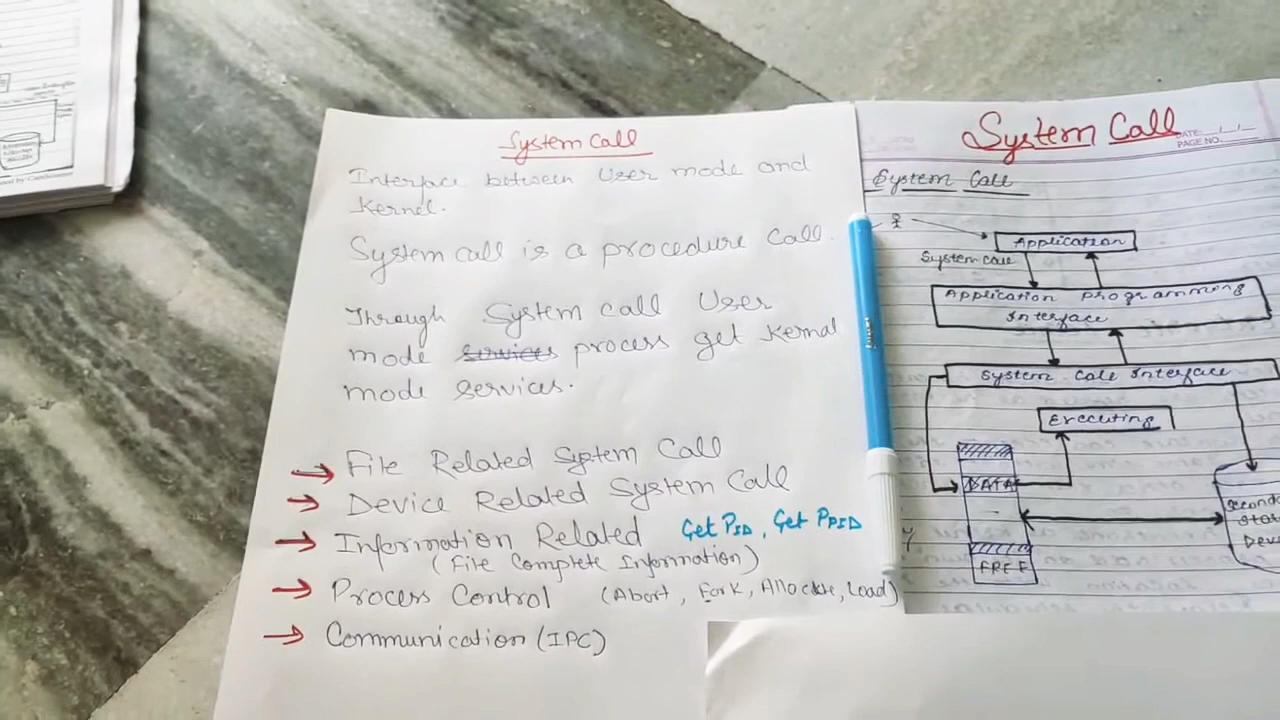 System Call
Interface between User mode and
Kernel.
System call is a procedure call.
Through System call User
mode services process get kernal
mode services.
File Related System Call
Device Related System Call
Information Related Get PID, Get PPID
(File Complete Information)
Process Control (Abort, Fork, Allocate, Load)
Communication (IPC)
System Call
DATE: _/_/_
PAGE NO.
System Call
Application
System call
Application programming
Interface
System Call Interface
Executing
DATA
FREE